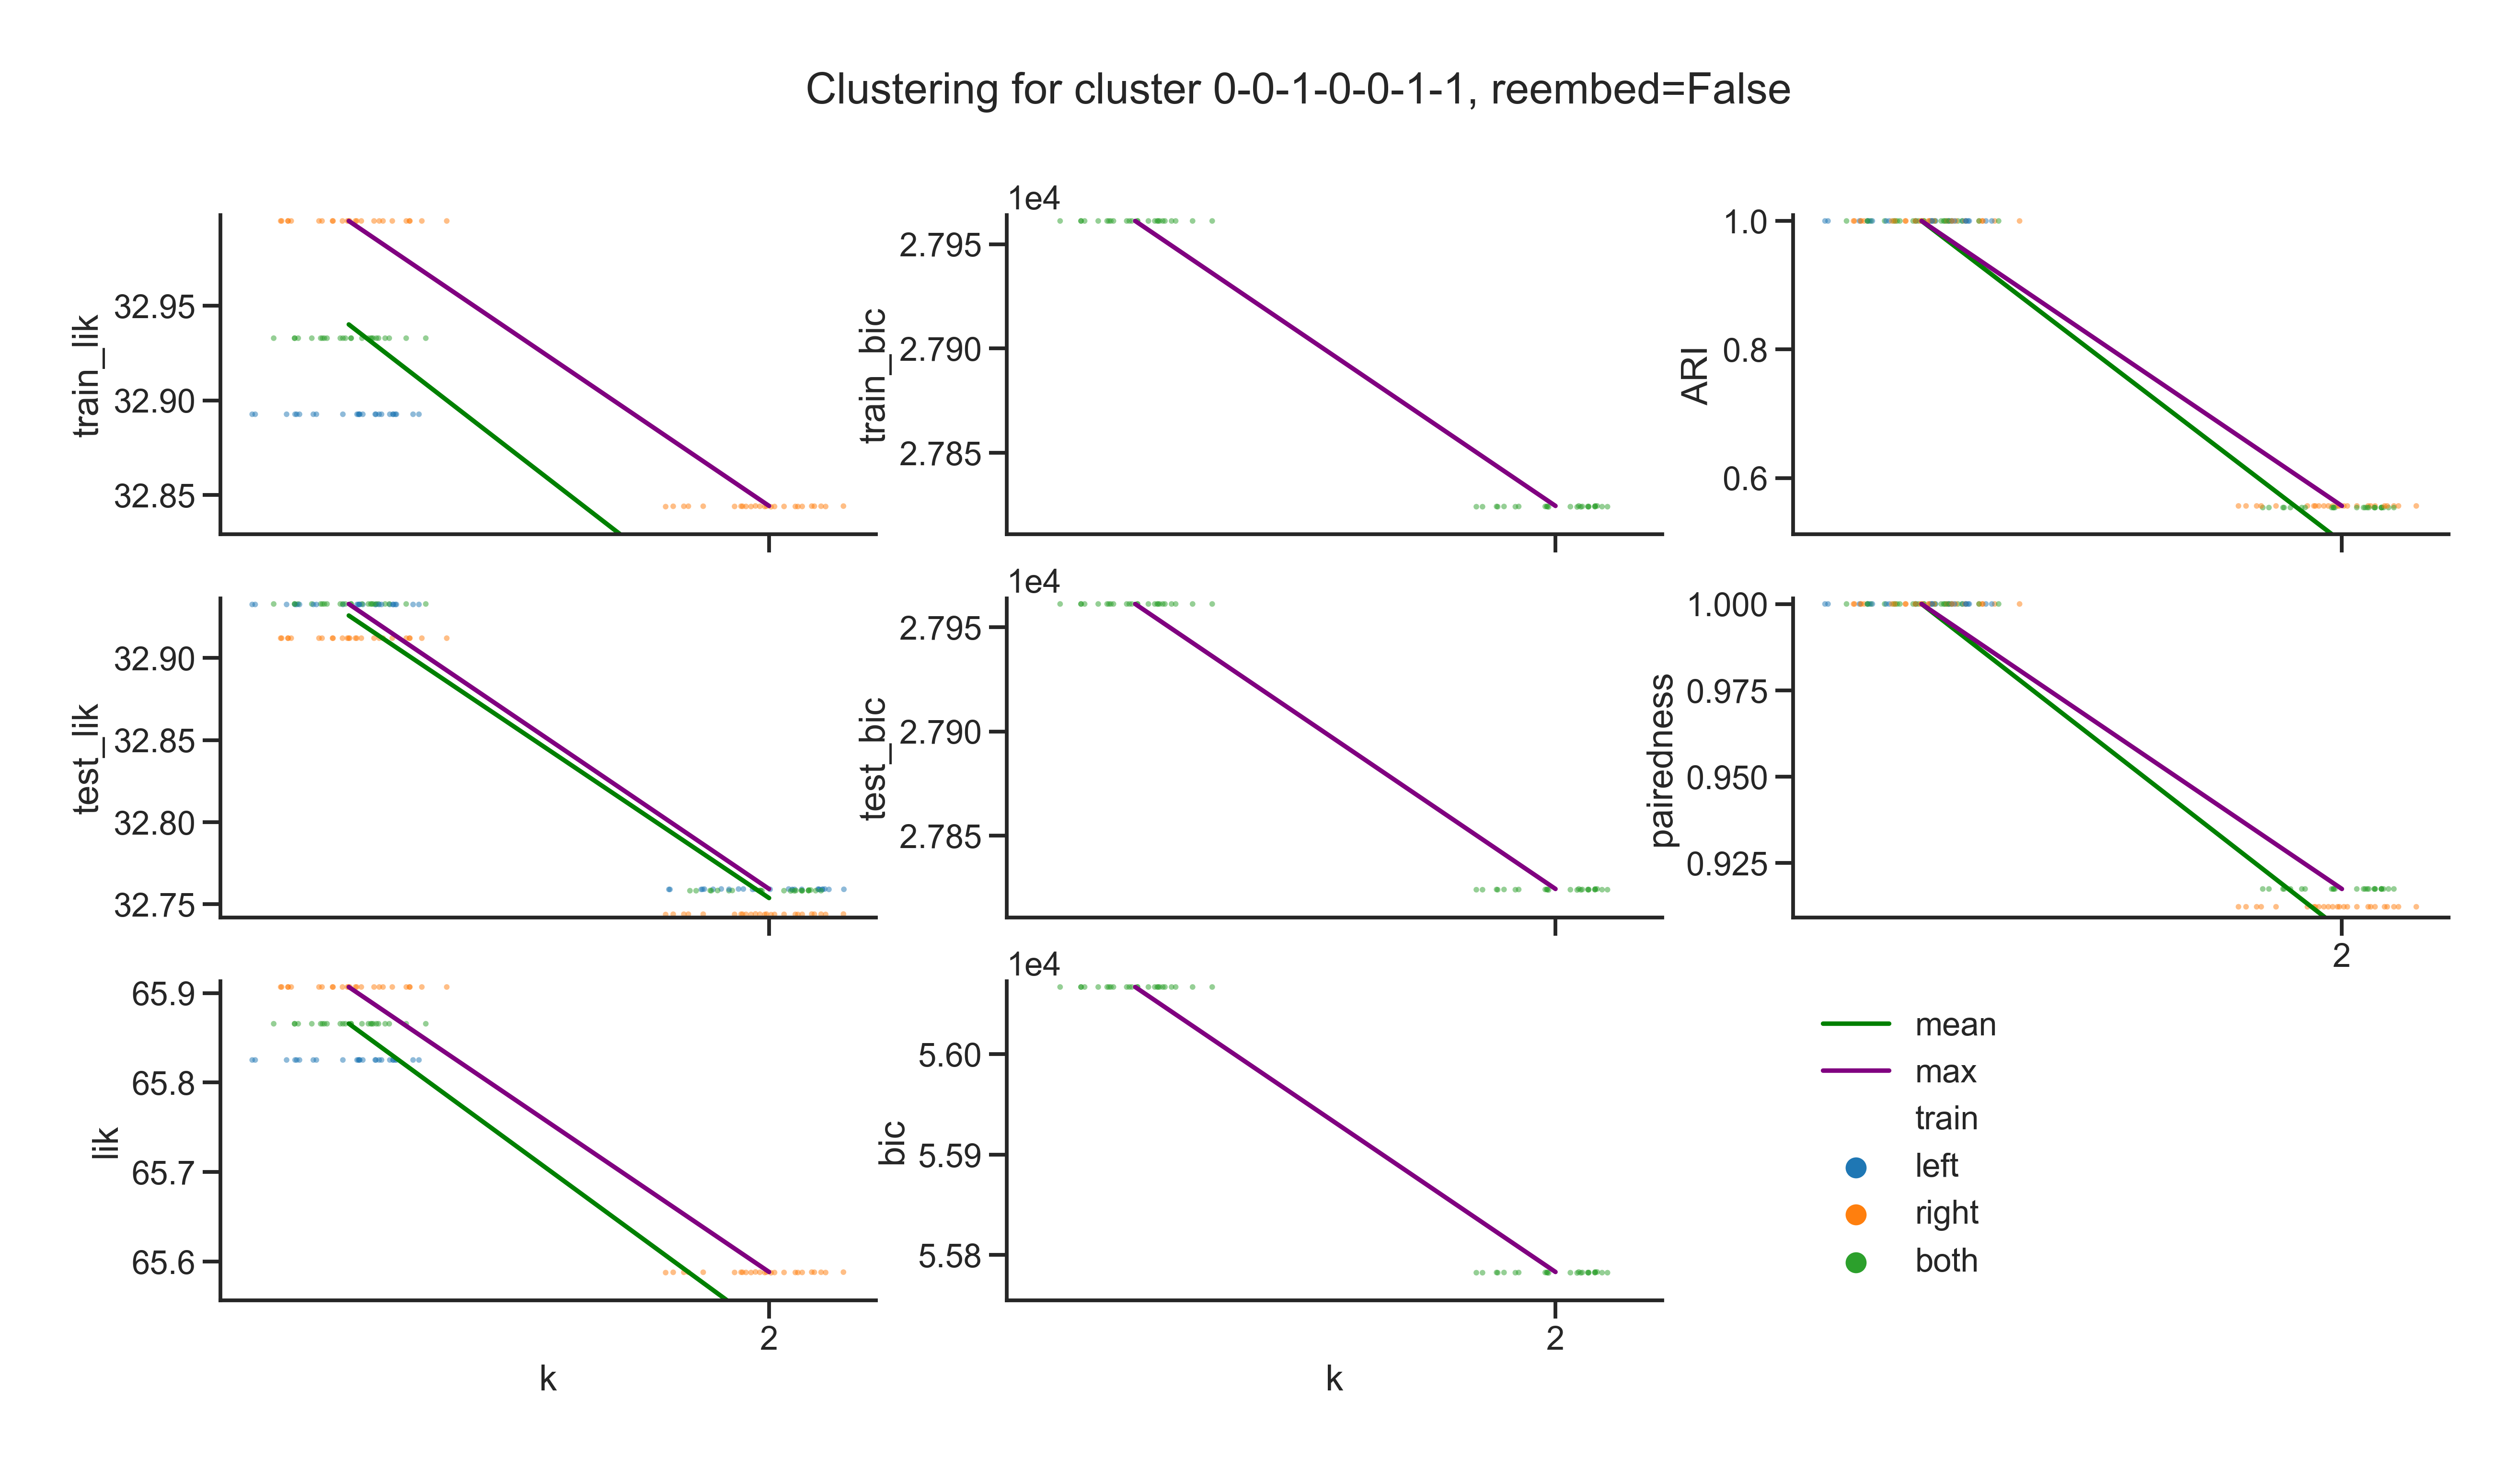 Clustering for cluster 0-0-1-0-0-1-1, reembed=False
train_lik
32.95
32.90
32.85
1e4
train_bic
2.795
2.790
2.785
ARI
1.0
0.8
0.6
test_lik
32.90
32.85
32.80
32.75
1e4
test_bic
2.795
2.790
2.785
pairedness
1.000
0.975
0.950
0.925
2
lik
65.9
65.8
65.7
65.6
2
k
1e4
bic
5.60
5.59
5.58
2
k
mean
max
train
left
right
both